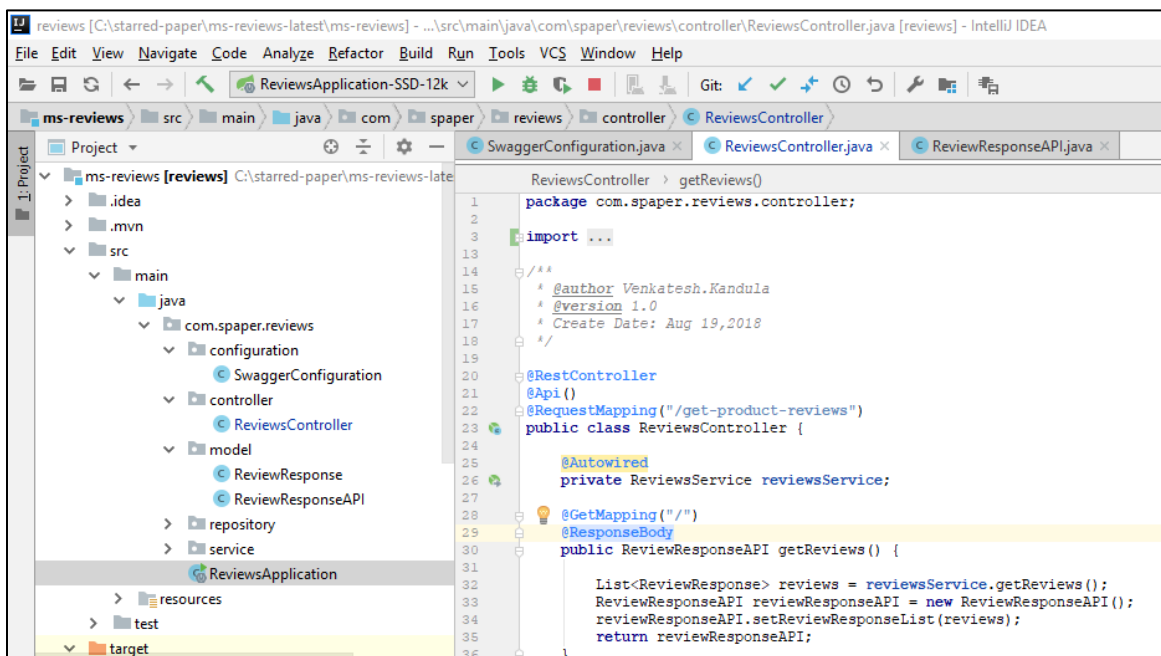 reviews [C:\starred-paper\ms-reviews-latest\ms-reviews] - ...\src\main\java\com\spaper\reviews\controller\ReviewsController.java [reviews] - IntelliJ IDEA
File Edit View Navigate Code Analyze Refactor Build Run Tools VCS Window Help
ReviewsApplication-SSD-12k Git:
ms-reviews src main java com spaper reviews controller ReviewsController
1: Project
Project
ms-reviews [reviews] C:\starred-paper\ms-reviews-late
.idea
.mvn
src
main
java
com.spaper.reviews
configuration
SwaggerConfiguration
controller
ReviewsController
model
ReviewResponse
ReviewResponseAPI
repository
service
ReviewsApplication
resources
test
target
SwaggerConfiguration.java ReviewsController.java ReviewResponseAPI.java
ReviewsController getReviews()
1 package com.spaper.reviews.controller;
2
3 import ...
13
14 /**
15 * @author Venkatesh.Kandula
16 * @version 1.0
17 * Create Date: Aug 19,2018
18 */
19
20 @RestController
21 @Api()
22 @RequestMapping("/get-product-reviews")
23 public class ReviewsController {
24
25 @Autowired
26 private ReviewsService reviewsService;
27
28 @GetMapping("/")
29 @ResponseBody
30 public ReviewResponseAPI getReviews() {
31
32 List<ReviewResponse> reviews = reviewsService.getReviews();
33 ReviewResponseAPI reviewResponseAPI = new ReviewResponseAPI();
34 reviewResponseAPI.setReviewResponseList(reviews);
35 return reviewResponseAPI;
36 }